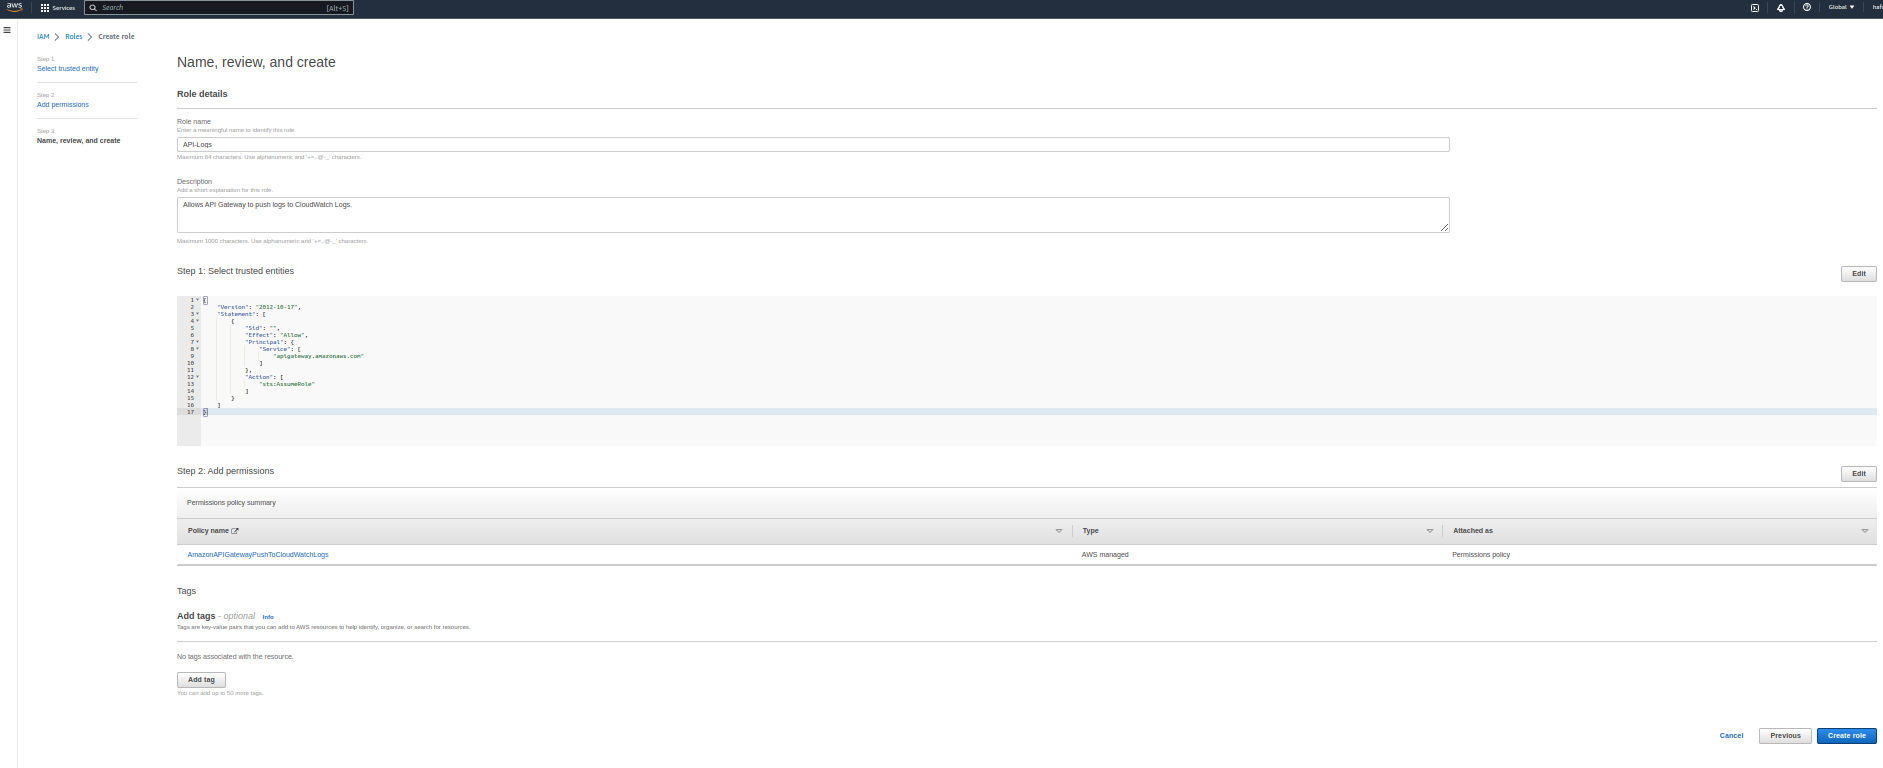 aws
Services
Search
[Alt+S]
Global
IAM
Roles
Create role
Step 1
Select trusted entity
Step 2
Add permissions
Step 3
Name, review, and create
Name, review, and create
Role details
Role name
Enter a meaningful name to identify this role.
API-Logs
Maximum 64 characters. Use alphanumeric and '+=,.@-_' characters.
Description
Add a short explanation for this role.
Allows API Gateway to push logs to CloudWatch Logs.
Maximum 1000 characters. Use alphanumeric and '+=,.@-_' characters.
Step 1: Select trusted entities
Edit
1 {
2 "Version": "2012-10-17",
3 "Statement": [
4 {
5 "Sid": "",
6 "Effect": "Allow",
7 "Principal": {
8 "Service": [
9 "apigateway.amazonaws.com"
10 ]
11 },
12 "Action": [
13 "sts:AssumeRole"
14 ]
15 }
16 ]
17 }
Step 2: Add permissions
Edit
Permissions policy summary
Policy name
Type
Attached as
AmazonAPIGatewayPushToCloudWatchLogs
AWS managed
Permissions policy
Tags
Add tags - optional Info
Tags are key-value pairs that you can add to AWS resources to help identify, organize, or search for resources.
No tags associated with the resource.
Add tag
You can add up to 50 more tags.
Cancel
Previous
Create role